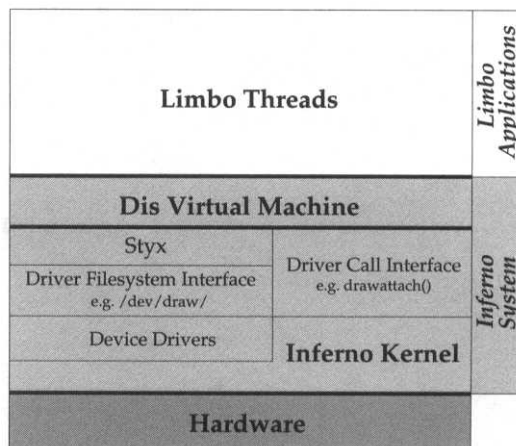 Limbo Threads
Limbo
Applications
Dis Virtual Machine
Styx
Driver Filesystem Interface
e.g. /dev/draw/
Driver Call Interface
e.g. drawattach()
Device Drivers
Inferno Kernel
Inferno
System
Hardware